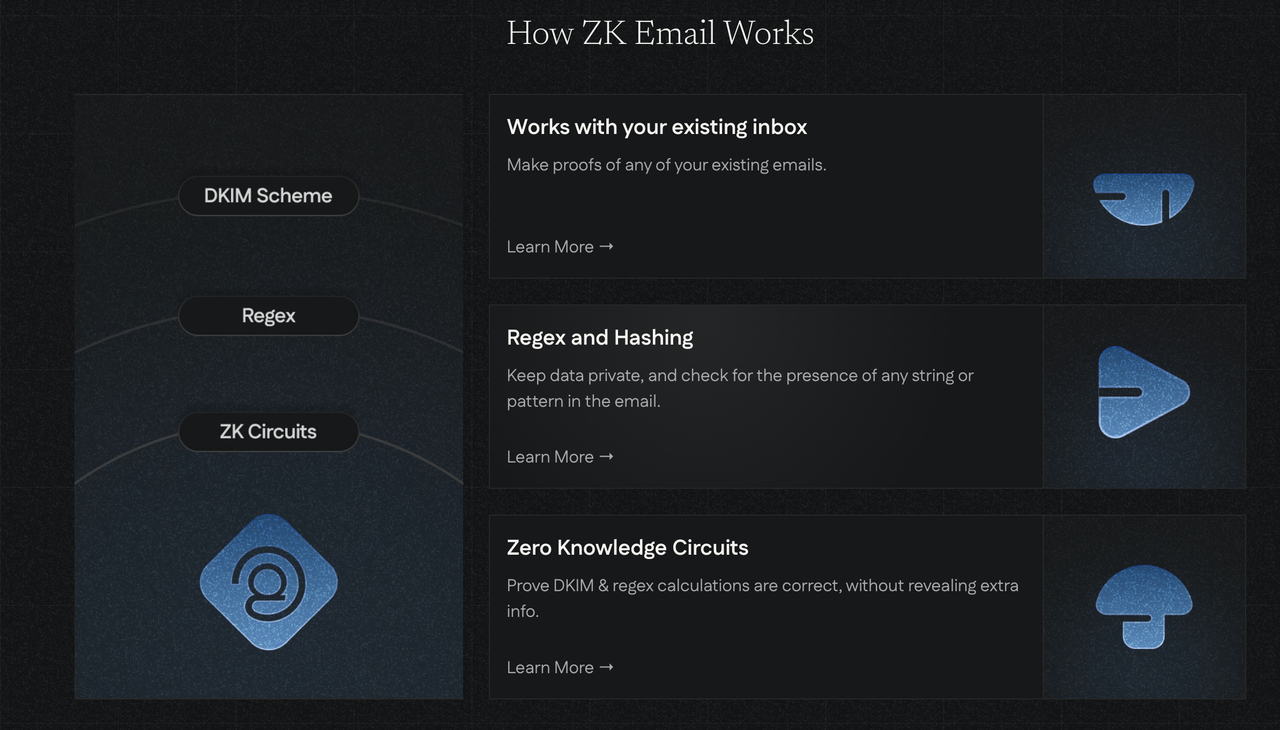 How ZK Email Works
DKIM Scheme
Regex
ZK Circuits
Works with your existing inbox
Make proofs of any of your existing emails.
Learn More →
Regex and Hashing
Keep data private, and check for the presence of any string or
pattern in the email.
Learn More →
Zero Knowledge Circuits
Prove DKIM & regex calculations are correct, without revealing extra
info.
Learn More →